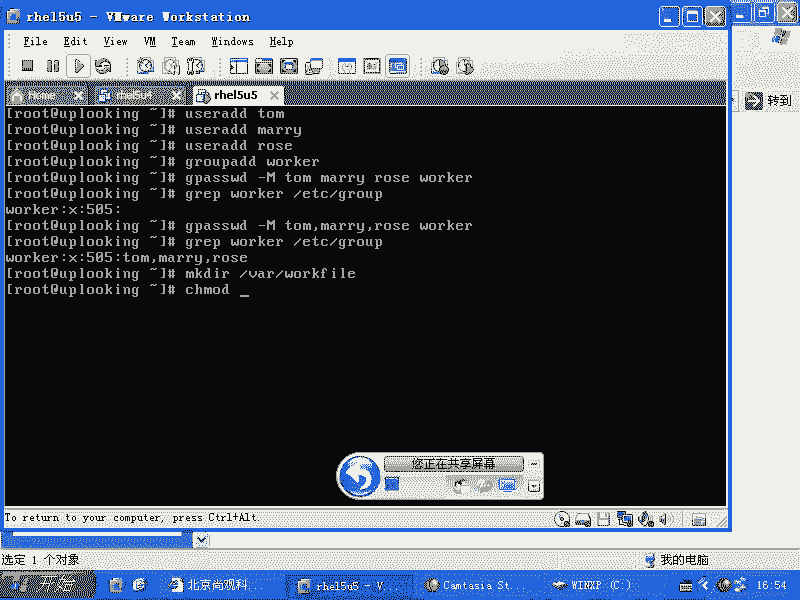 rhel5u5 - VMware Workstation
File Edit View VM Team Windows Help
Home rhel5u4 rhel5u5
转到
[root@uplooking ~]# useradd tom
[root@uplooking ~]# useradd marry
[root@uplooking ~]# useradd rose
[root@uplooking ~]# groupadd worker
[root@uplooking ~]# gpasswd -M tom marry rose worker
[root@uplooking ~]# grep worker /etc/group
worker:x:505:
[root@uplooking ~]# gpasswd -M tom,marry,rose worker
[root@uplooking ~]# grep worker /etc/group
worker:x:505:tom,marry,rose
[root@uplooking ~]# mkdir /var/workfile
[root@uplooking ~]# chmod _
您正在共享屏幕
To return to your computer, press Ctrl+Alt.
选定 1 个对象
我的电脑
开始 北京尚观科... rhel5u5 - V... Camtasia St... WINXP (C:) 16:54